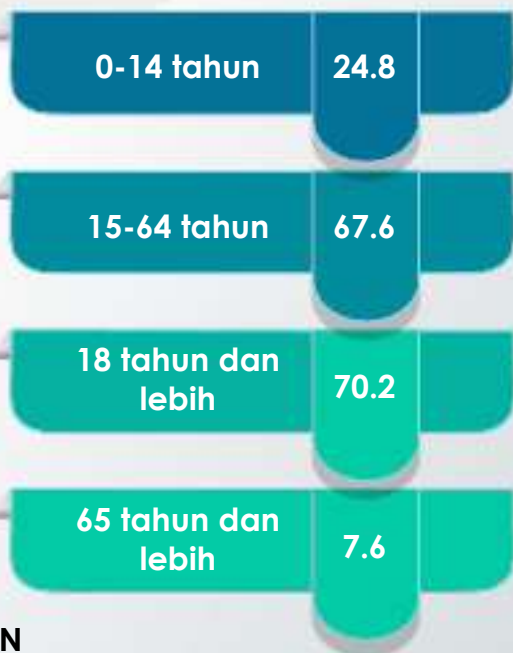 0-14 tahun 24.8
15-64 tahun 67.6
18 tahun dan
lebih 70.2
65 tahun dan
lebih 7.6
N